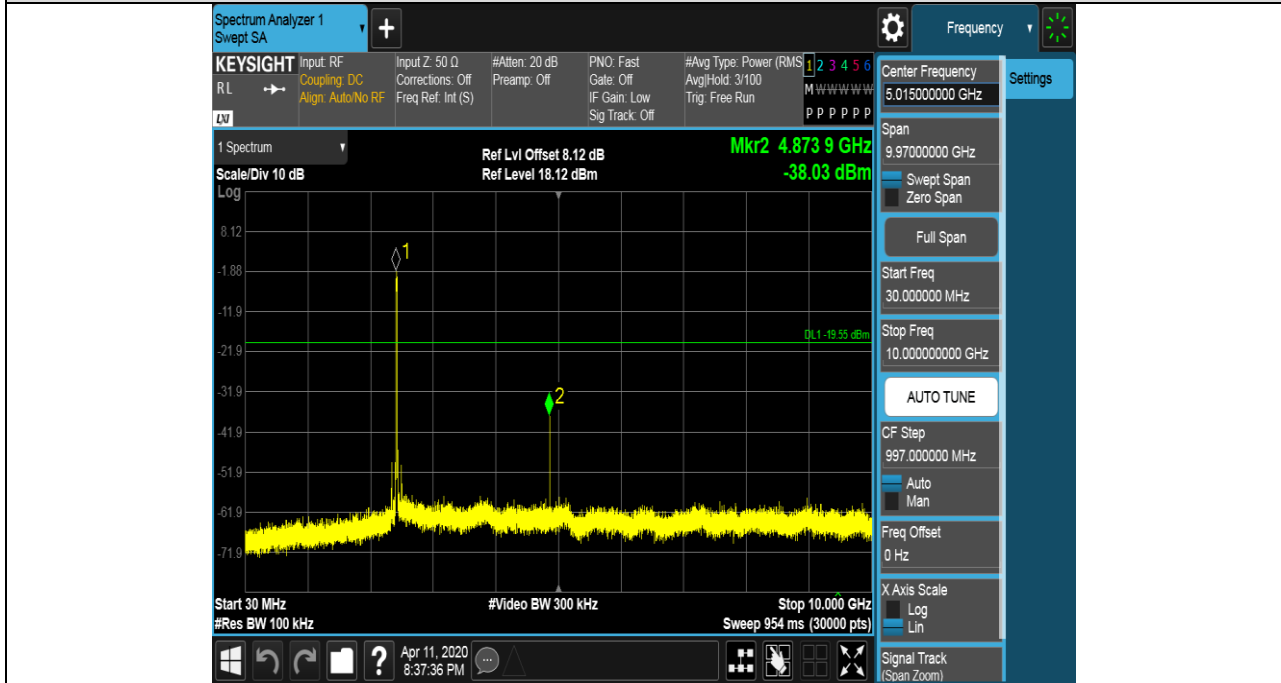 Spectrum Analyzer 1
Swept SA
+
Frequency
KEYSIGHT
RL
LXI
Input: RF
Coupling: DC
Align: Auto/No RF
Input Z: 50 Ω
Corrections: Off
Freq Ref: Int (S)
#Atten: 20 dB
Preamp: Off
PNO: Fast
Gate: Off
IF Gain: Low
Sig Track: Off
#Avg Type: Power (RMS
Avg|Hold: 3/100
Trig: Free Run
1 2 3 4 5 6
M W W W W W
P P P P P P
1 Spectrum
Scale/Div 10 dB
Ref Lvl Offset 8.12 dB
Ref Level 18.12 dBm
Mkr2 4.873 9 GHz
-38.03 dBm
Log
8.12
-1.88
-11.9
-21.9
-31.9
-41.9
-51.9
-61.9
-71.9
1
2
DL1 -19.55 dBm
Start 30 MHz
#Res BW 100 kHz
#Video BW 300 kHz
Stop 10.000 GHz
Sweep 954 ms (30000 pts)
?
Apr 11, 2020
8:37:36 PM
Center Frequency
5.015000000 GHz
Settings
Span
9.97000000 GHz
Swept Span
Zero Span
Full Span
Start Freq
30.000000 MHz
Stop Freq
10.000000000 GHz
AUTO TUNE
CF Step
997.000000 MHz
Auto
Man
Freq Offset
0 Hz
X Axis Scale
Log
Lin
Signal Track
(Span Zoom)